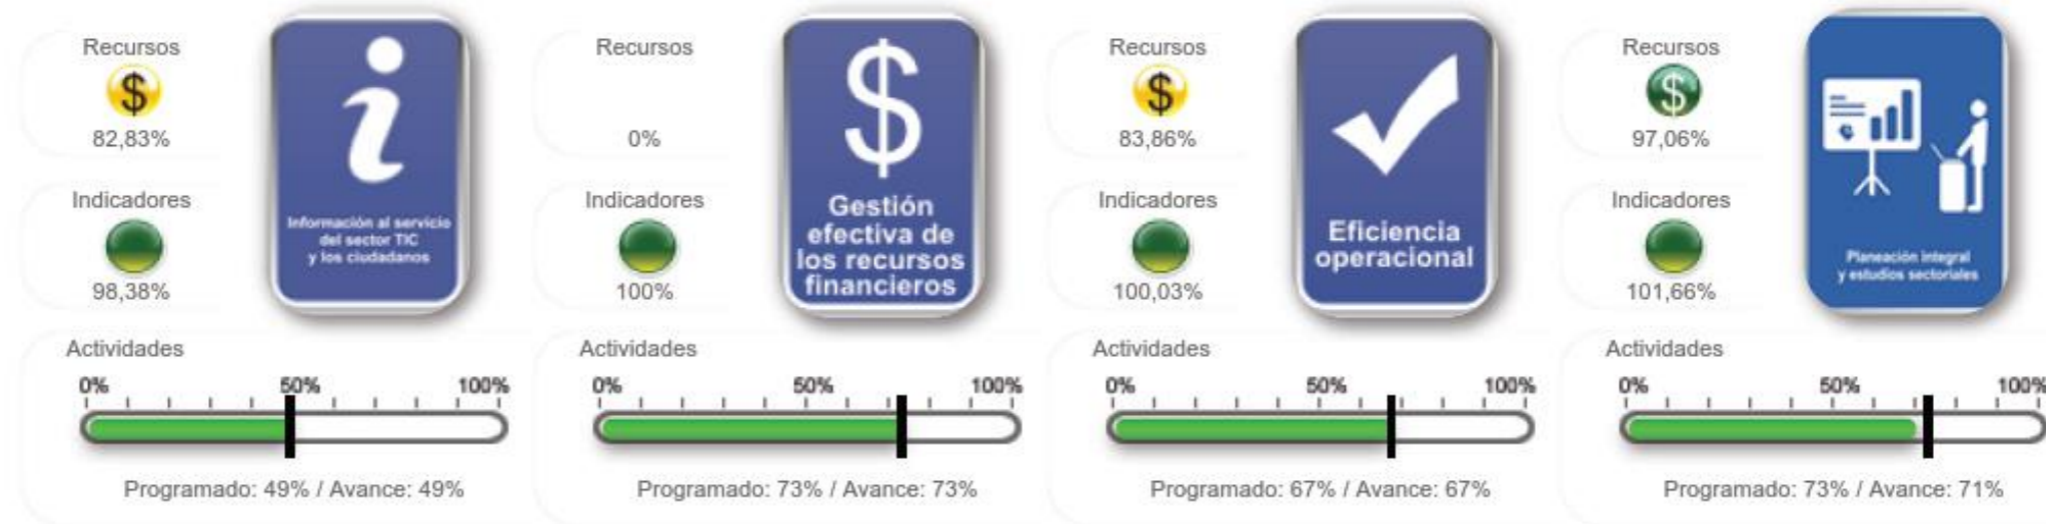 Recursos
$
82,83%
Indicadores
98,38%
i
Información al servicio
del sector TIC
y los ciudadanos
Actividades
0% 50% 100%
Programado: 49% / Avance: 49%
Recursos
0%
Indicadores
100%
$
Gestión
efectiva de
los recursos
financieros
Actividades
0% 50% 100%
Programado: 73% / Avance: 73%
Recursos
$
83,86%
Indicadores
100,03%
Eficiencia
operacional
Actividades
0% 50% 100%
Programado: 67% / Avance: 67%
Recursos
$
97,06%
Indicadores
101,66%
Planeación integral
y estudios sectoriales
Actividades
0% 50% 100%
Programado: 73% / Avance: 71%